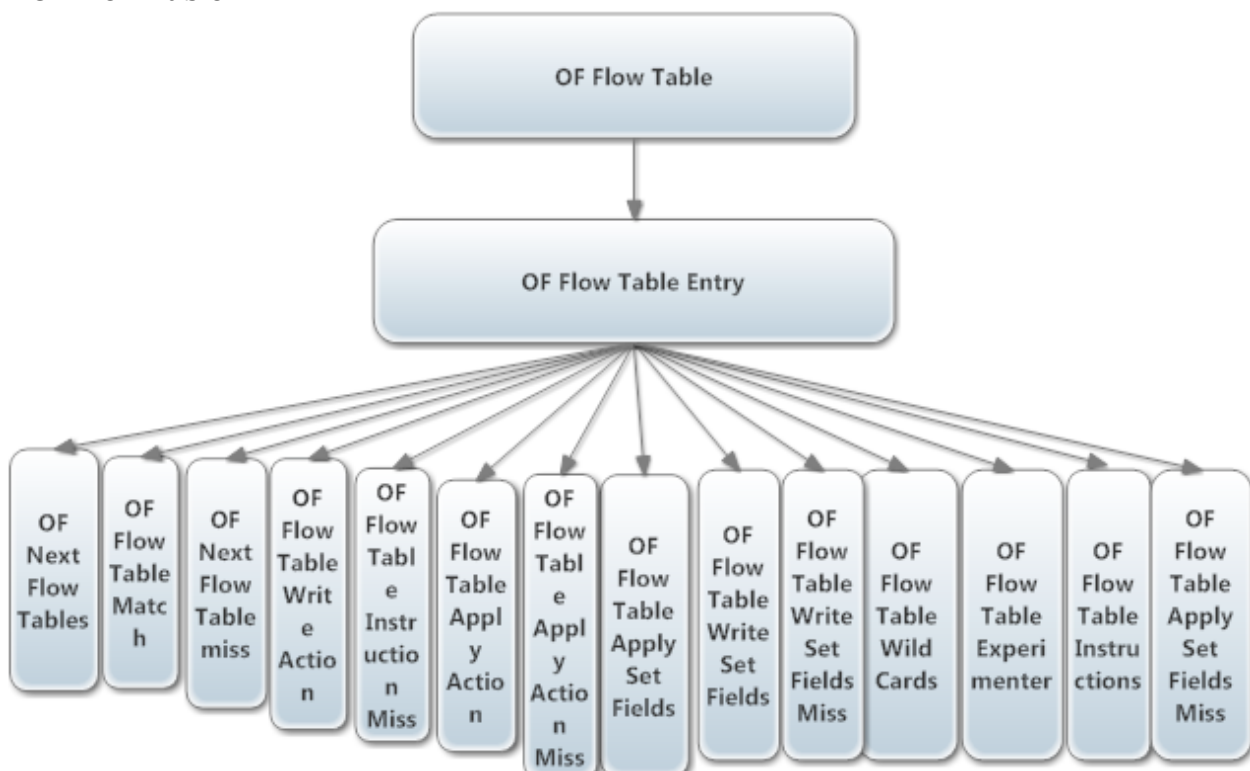 OF Flow Table
OF Flow Table Entry
OF
Next
Flow
Tables
OF
Flow
Table
Matc
h
OF
Next
Flow
Table
miss
OF
Flow
Table
Writ
e
Actio
n
OF
Flow
Tabl
e
Instr
uctio
n
Miss
OF
Flow
Table
Appl
y
Actio
n
OF
Flow
Tabl
e
Appl
y
Actio
n
Miss
OF
Flow
Table
Apply
Set
Fields
OF
Flow
Table
Write
Set
Fields
OF
Flow
Table
Write
Set
Fields
Miss
OF
Flow
Table
Wild
Cards
OF
Flow
Table
Experi
menter
OF
Flow
Table
Instru
ctions
OF
Flow
Table
Apply
Set
Fields
Miss